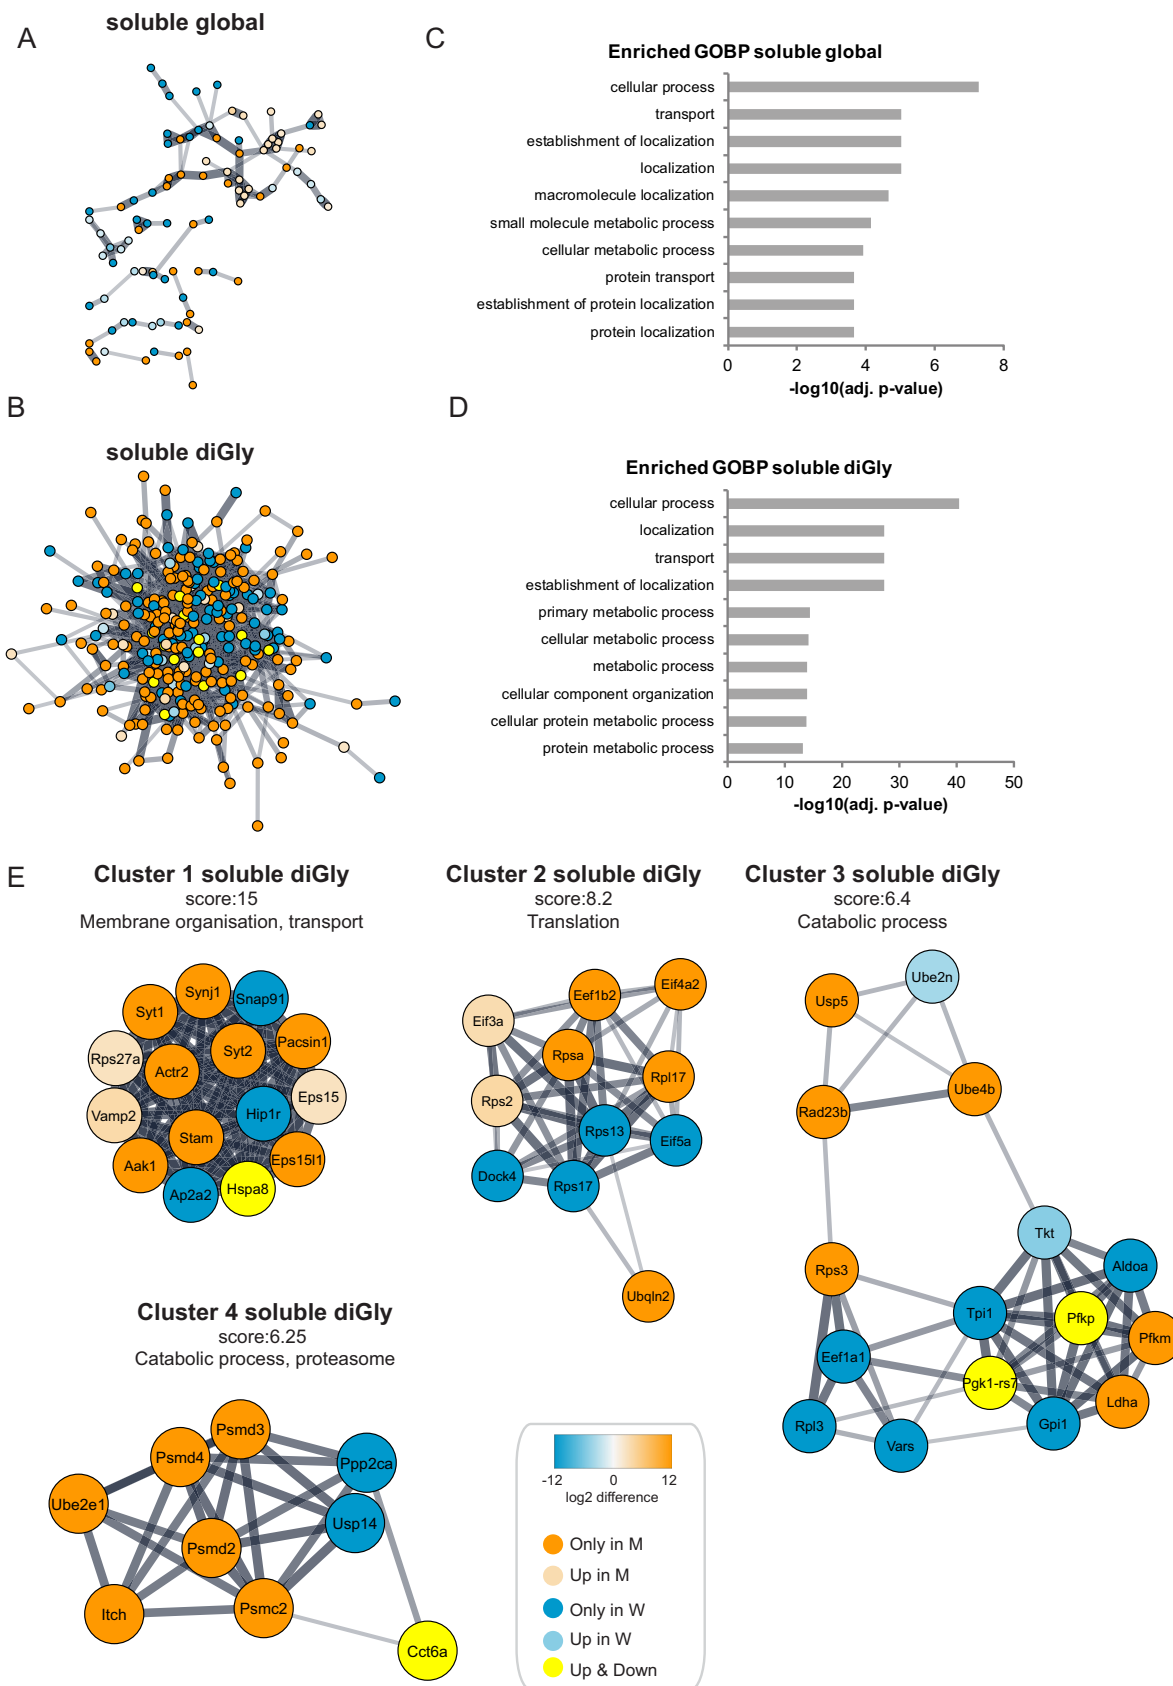 A
soluble global
C
Enriched GOBP soluble global
cellular process
transport
establishment of localization
localization
macromolecule localization
small molecule metabolic process
cellular metabolic process
protein transport
establishment of protein localization
protein localization
0 2 4 6 8
-log10(adj. p-value)
B
soluble diGly
D
Enriched GOBP soluble diGly
cellular process
localization
transport
establishment of localization
primary metabolic process
cellular metabolic process
metabolic process
cellular component organization
cellular protein metabolic process
protein metabolic process
0 10 20 30 40 50
-log10(adj. p-value)
E
Cluster 1 soluble diGly
score:15
Membrane organisation, transport
Synj1
Snap91
Syt1
Syt2
Pacsin1
Rps27a
Actr2
Eps15
Vamp2
Hip1r
Stam
Aak1
Eps15l1
Ap2a2
Hspa8
Cluster 2 soluble diGly
score:8.2
Translation
Eif4a2
Eef1b2
Eif3a
Rpsa
Rpl17
Rps2
Rps13
Eif5a
Dock4
Rps17
Ubqln2
Cluster 3 soluble diGly
score:6.4
Catabolic process
Ube2n
Usp5
Ube4b
Rad23b
Tkt
Rps3
Aldoa
Tpi1
Pfkp
Pfkm
Eef1a1
Pgk1-rs7
Ldha
Rpl3
Gpi1
Vars
Cluster 4 soluble diGly
score:6.25
Catabolic process, proteasome
Psmd3
Psmd4
Ppp2ca
Ube2e1
Usp14
Psmd2
Itch
Psmc2
Cct6a
-12 0 12
log2 difference
Only in M
Up in M
Only in W
Up in W
Up & Down